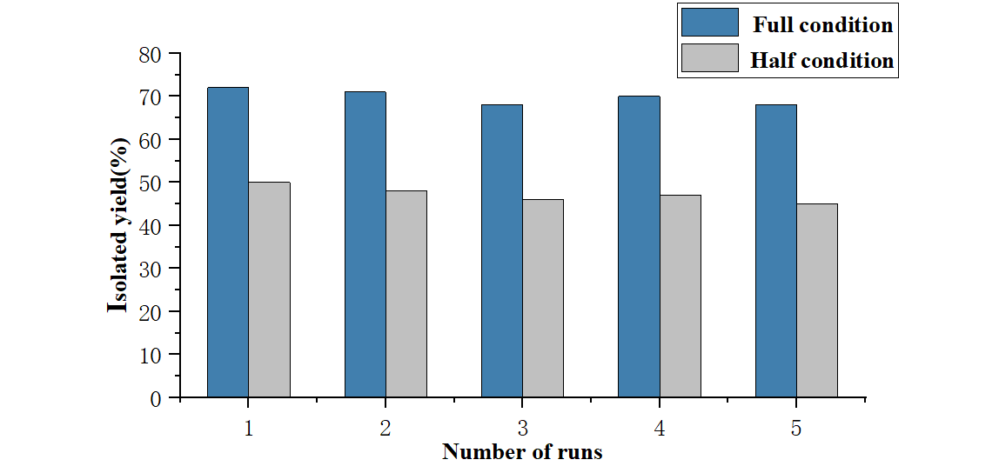 Full condition
Half condition
80
70
60
50
40
30
20
10
0
Isolated yield(%)
1 2 3 4 5
Number of runs